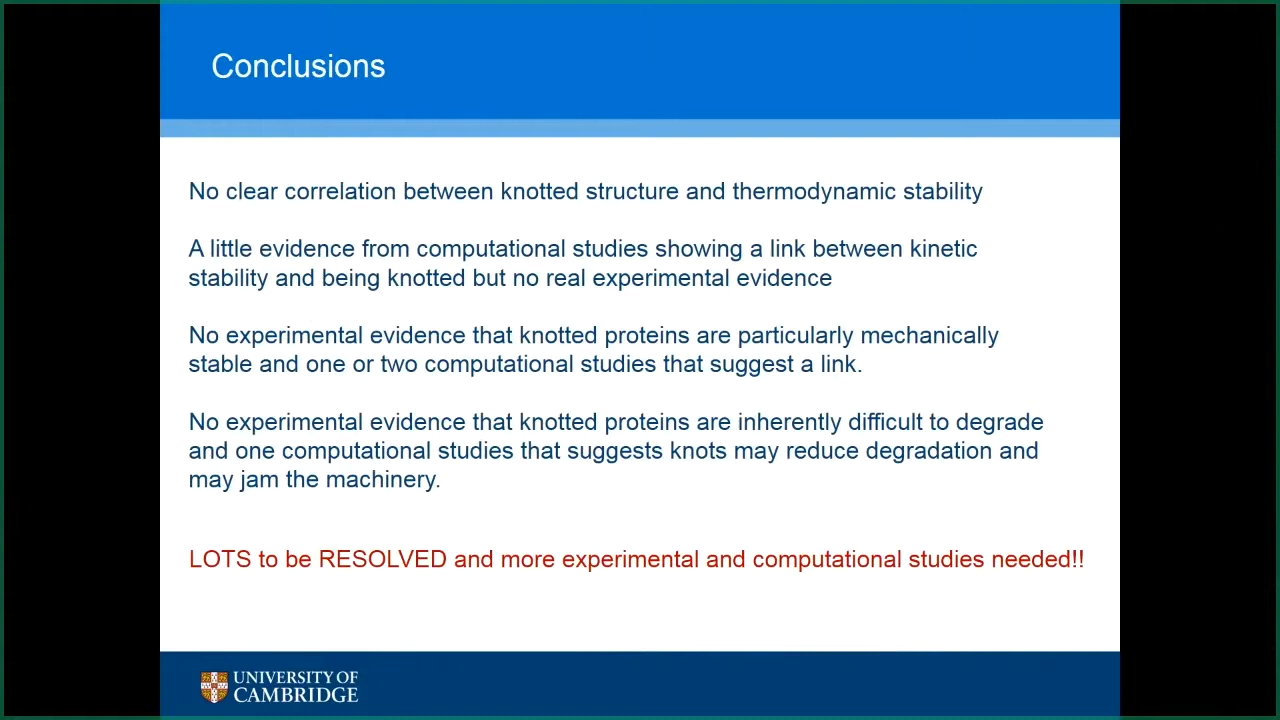 Conclusions
No clear correlation between knotted structure and thermodynamic stability
A little evidence from computational studies showing a link between kinetic
stability and being knotted but no real experimental evidence
No experimental evidence that knotted proteins are particularly mechanically
stable and one or two computational studies that suggest a link.
No experimental evidence that knotted proteins are inherently difficult to degrade
and one computational studies that suggests knots may reduce degradation and
may jam the machinery.
LOTS to be RESOLVED and more experimental and computational studies needed!!
UNIVERSITY OF
CAMBRIDGE